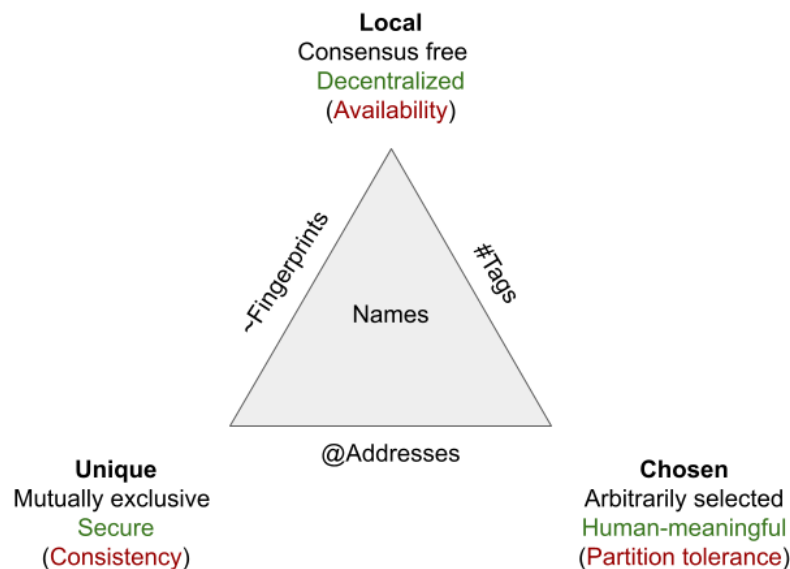 Local
Consensus free
Decentralized
(Availability)
~Fingerprints
#Tags
Names
@Addresses
Unique
Mutually exclusive
Secure
(Consistency)
Chosen
Arbitrarily selected
Human-meaningful
(Partition tolerance)